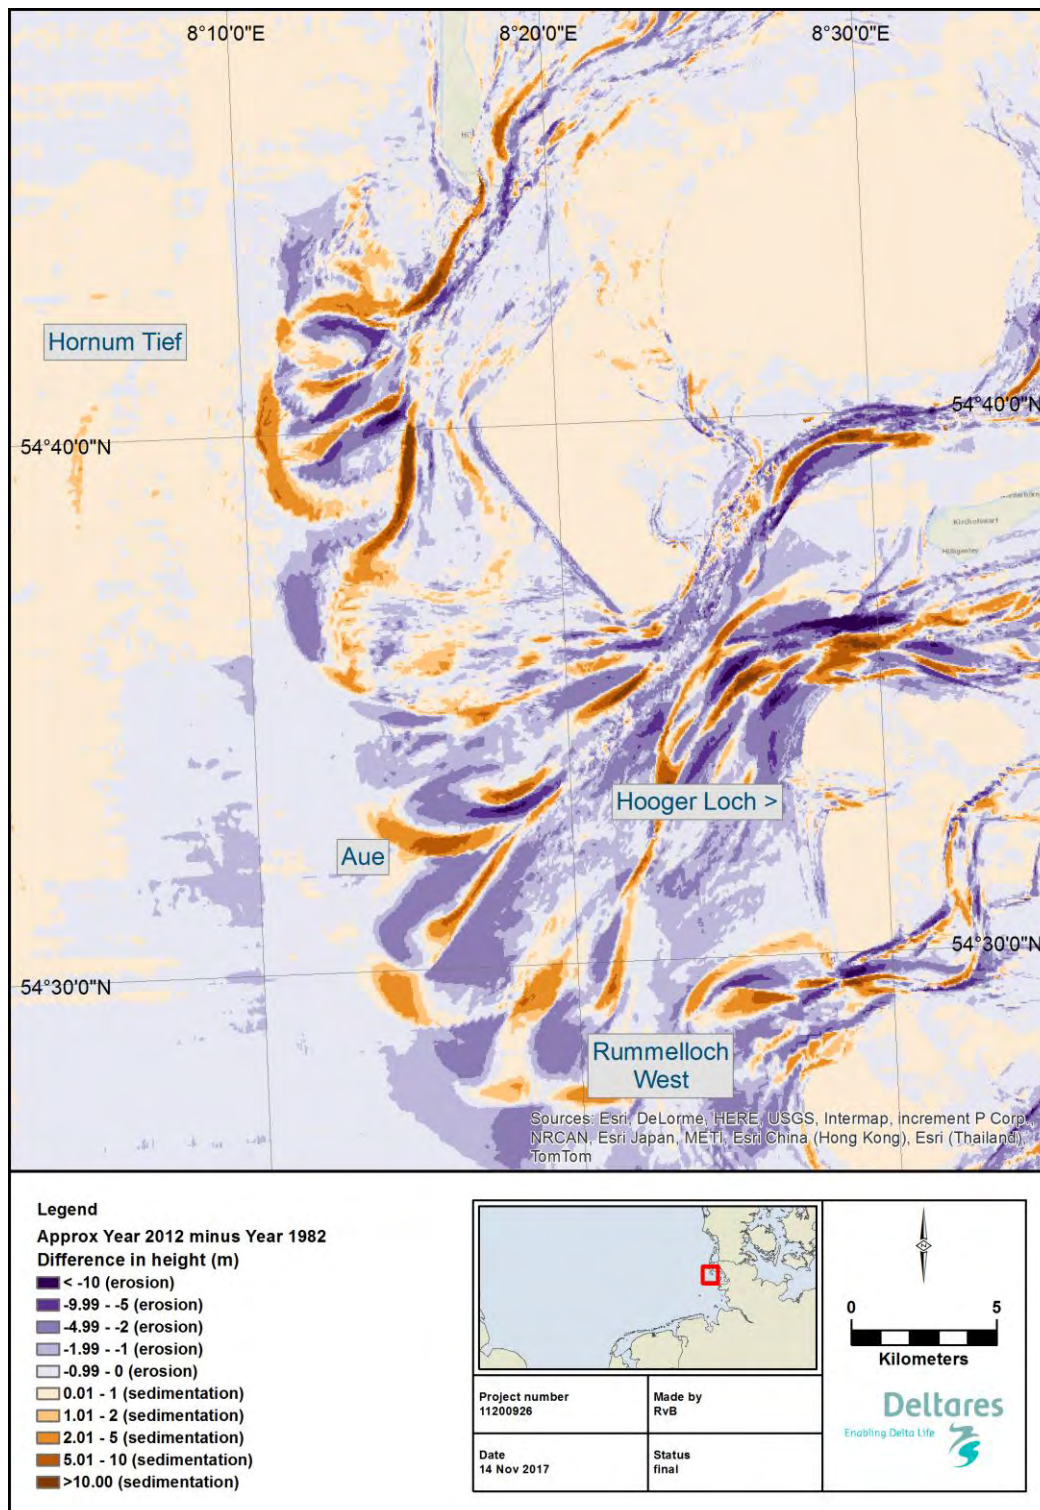 8°10'0"E
8°20'0"E
8°30'0"E
Hornum Tief
54°40'0"N
54°40'0"N
Hooger Loch >
Aue
54°30'0"N
54°30'0"N
Rummelloch
West
Sources: Esri, DeLorme, HERE, USGS, Intermap, increment P Corp.,
NRCAN, Esri Japan, METI, Esri China (Hong Kong), Esri (Thailand),
TomTom
Legend
Approx Year 2012 minus Year 1982
Difference in height (m)
< -10 (erosion)
-9.99 - -5 (erosion)
-4.99 - -2 (erosion)
-1.99 - -1 (erosion)
-0.99 - 0 (erosion)
0.01 - 1 (sedimentation)
1.01 - 2 (sedimentation)
2.01 - 5 (sedimentation)
5.01 - 10 (sedimentation)
>10.00 (sedimentation)
Project number
11200926
Made by
RvB
Date
14 Nov 2017
Status
final
N
0 5
Kilometers
Deltares
Enabling Delta Life